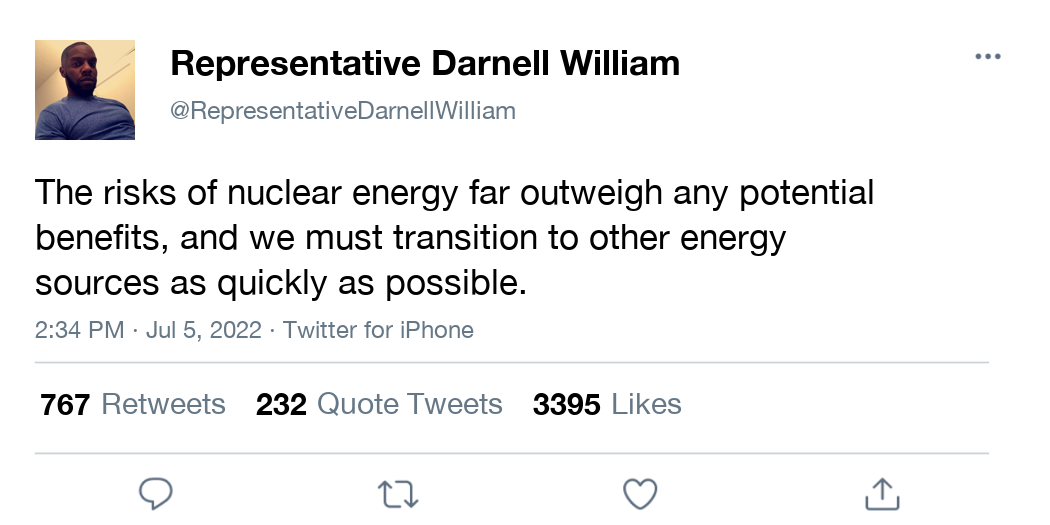 Representative Darnell William
@RepresentativeDarnellWilliam
The risks of nuclear energy far outweigh any potential
benefits, and we must transition to other energy
sources as quickly as possible.
2:34 PM · Jul 5, 2022 · Twitter for iPhone
767 Retweets 232 Quote Tweets 3395 Likes